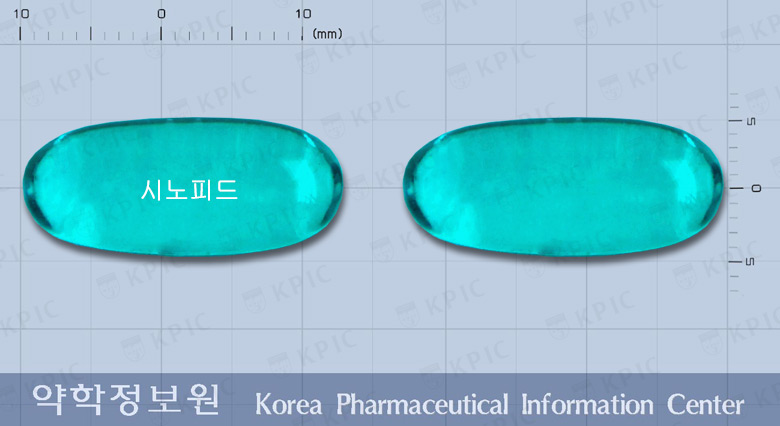 10 0 10
(mm)
KPIC
5
0
5
시노피드
약학정보원 Korea Pharmaceutical Information Center